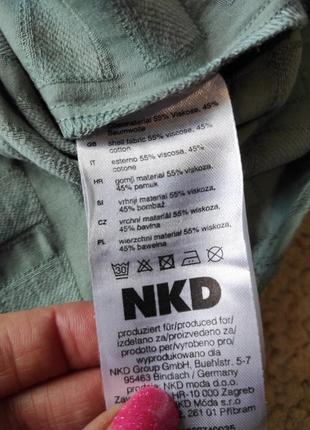 material 55% Viskose, 45%
Baumwolle
GB shell fabric 55% viscose, 45%
cotton
IT esterno 55% viscosa, 45%
cotone
HR gornji materijal 55% viskoza,
45% pamuk
SI vrhnji material 55% viskoza,
45% bombaž
CZ vrchní materiál 55% viskóza,
45% bavlna
PL wierzchni materiał 55% wiskoza,
45% bawełna
30
NKD
produziert für/produced for/
izdelano za/proizvedeno za/
prodotto per/vyrobeno pro/
wyprodukowano dla
NKD Group GmbH, Buehlstr. 5-7
95463 Bindlach / Germany
NKD moda d.o.o.
HR-10 000 Zagreb
NKD Móda s.r.o
261 01 Příbram